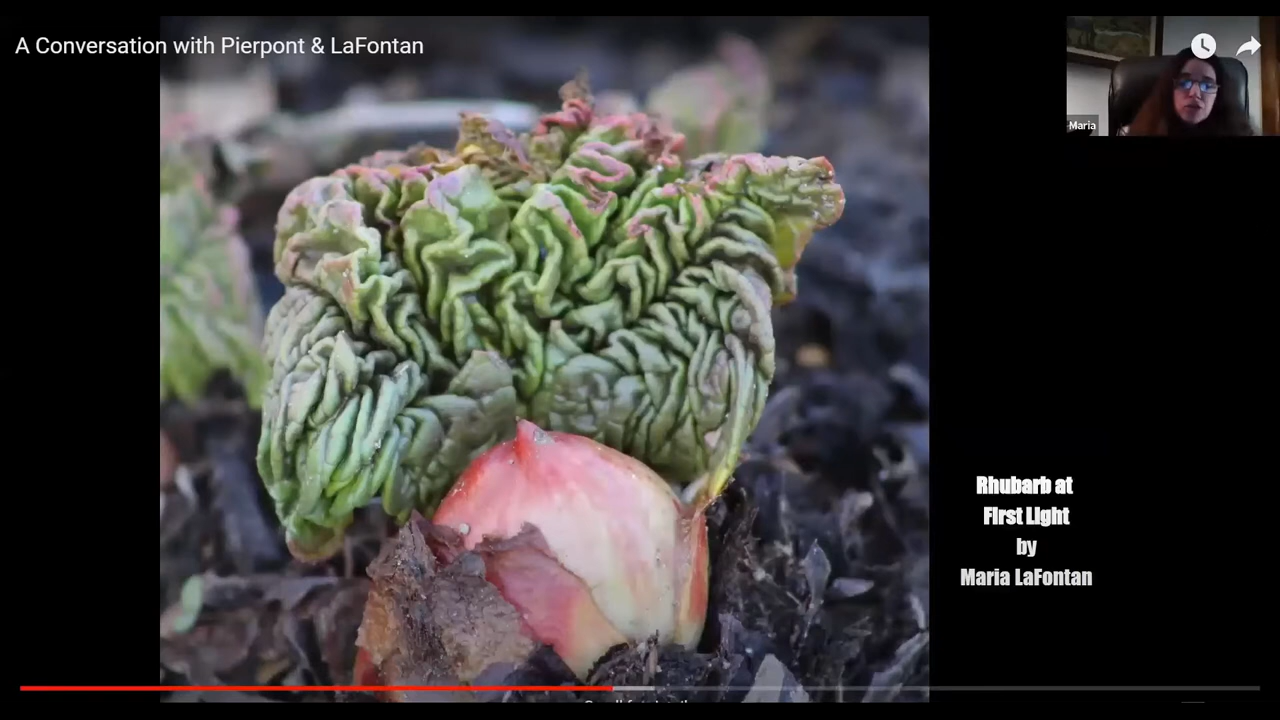 A Conversation with Pierpont & LaFontan
Maria
Rhubarb at
First Light
by
Maria LaFontan